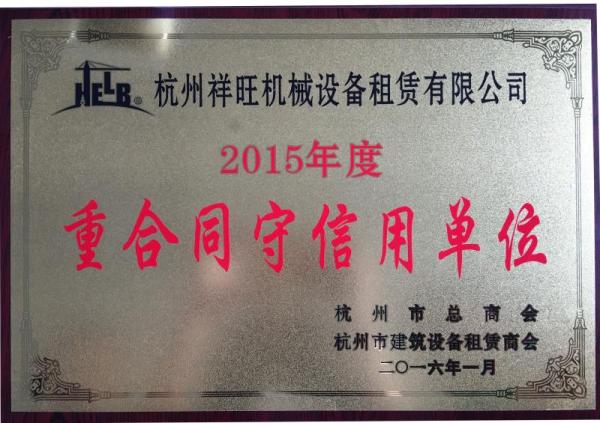 HELB® 杭州祥旺机械设备租赁有限公司
2015年度
重合同守信用单位
杭州市总商会
杭州市建筑设备租赁商会
二〇一六年一月